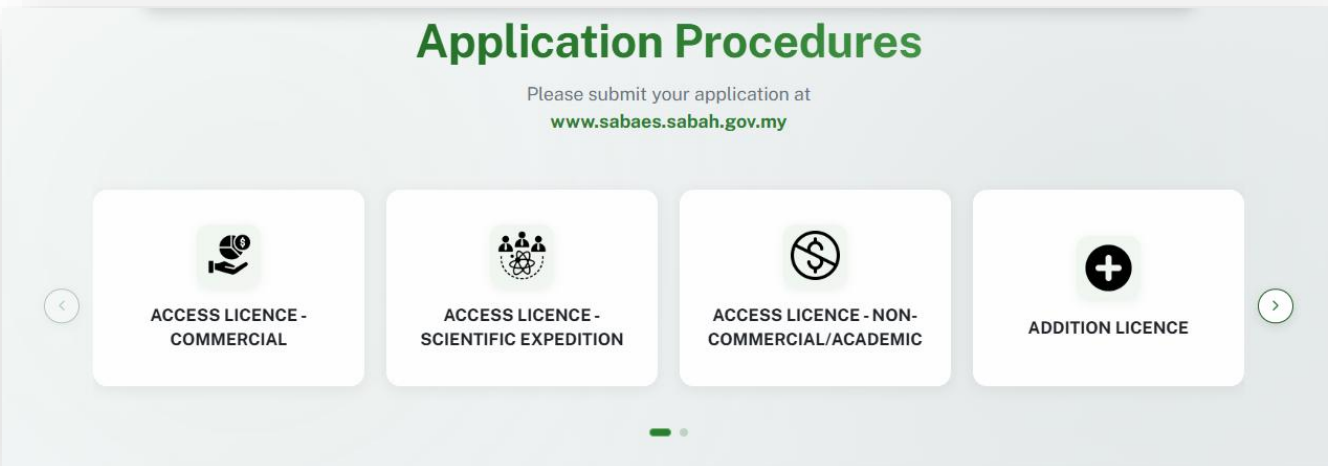 Application Procedures
Please submit your application at
www.sabaes.sabah.gov.my
ACCESS LICENCE -
COMMERCIAL
ACCESS LICENCE -
SCIENTIFIC EXPEDITION
ACCESS LICENCE - NON-
COMMERCIAL/ACADEMIC
ADDITION LICENCE